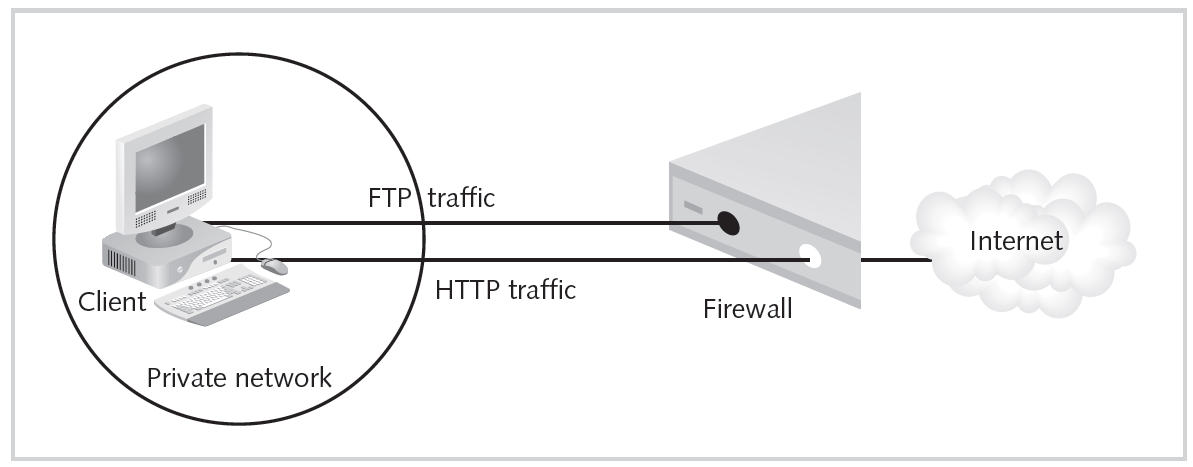 FTP traffic
HTTP traffic
Client
Private network
Firewall
Internet